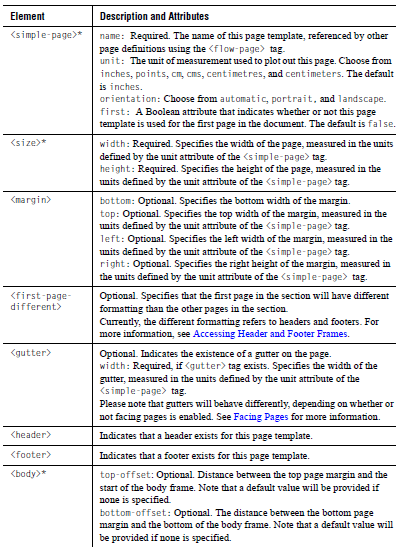 Element Description and Attributes
<simple-page>* name: Required. The name of this page template, referenced by other
page definitions using the <flow-page> tag.
unit: The unit of measurement used to plot out this page. Choose from
inches, points, cm, cms, centimetres, and centimeters. The default
is inches.
orientation: Choose from automatic, portrait, and landscape.
first: A Boolean attribute that indicates whether or not this page
template is used for the first page in the document. The default is false.
<size>* width: Required. Specifies the width of the page, measured in the units
defined by the unit attribute of the <simple-page> tag.
height: Required. Specifies the height of the page, measured in the
units defined by the unit attribute of the <simple-page> tag.
<margin> bottom: Optional. Specifies the bottom width of the margin.
top: Optional. Specifies the top width of the margin, measured in the
units defined by the unit attribute of the <simple-page> tag.
left: Optional. Specifies the left width of the margin, measured in the
units defined by the unit attribute of the <simple-page> tag.
right: Optional. Specifies the right height of the margin, measured in
the units defined by the unit attribute of the <simple-page> tag.
<first-page- Optional. Specifies that the first page in the section will have different
different> formatting than the other pages in the section.
Currently, the different formatting refers to headers and footers. For
more information, see Accessing Header and Footer Frames.
<gutter> Optional. Indicates the existence of a gutter on the page.
width: Required, if <gutter> tag exists. Specifies the width of the
gutter, measured in the units defined by the unit attribute of the
<simple-page> tag.
Please note that gutters will behave differently, depending on whether or
not facing pages is enabled. See Facing Pages for more information.
<header> Indicates that a header exists for this page template.
<footer> Indicates that a footer exists for this page template.
<body>* top-offset: Optional. Distance between the top page margin and the
start of the body frame. Note that a default value will be provided if
none is specified.
bottom-offset: Optional. The distance between the bottom page
margin and the bottom of the body frame. Note that a default value will
be provided if none is specified.